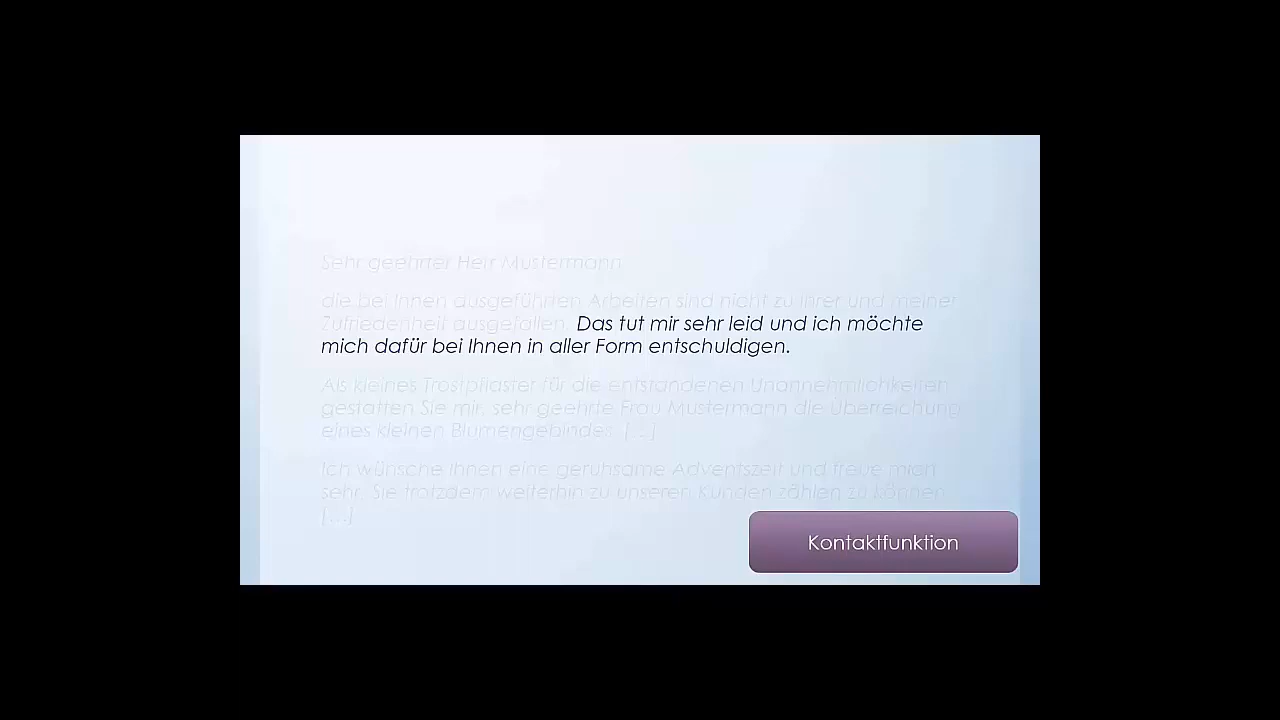 Sehr geehrter Herr Mustermann
die bei Ihnen ausgeführten Arbeiten sind nicht zu Ihrer und meiner
Zufriedenheit ausgefallen. Das tut mir sehr leid und ich möchte
mich dafür bei Ihnen in aller Form entschuldigen.
Als kleines Trostpflaster für die entstandenen Unannehmlichkeiten
gestatten Sie mir, sehr geehrte Frau Mustermann die Überreichung
eines kleinen Blumengebindes. [...]
Ich wünsche Ihnen eine geruhsame Adventszeit und freue mich
sehr, Sie trotzdem weiterhin zu unseren Kunden zählen zu können.
[...]
Kontaktfunktion